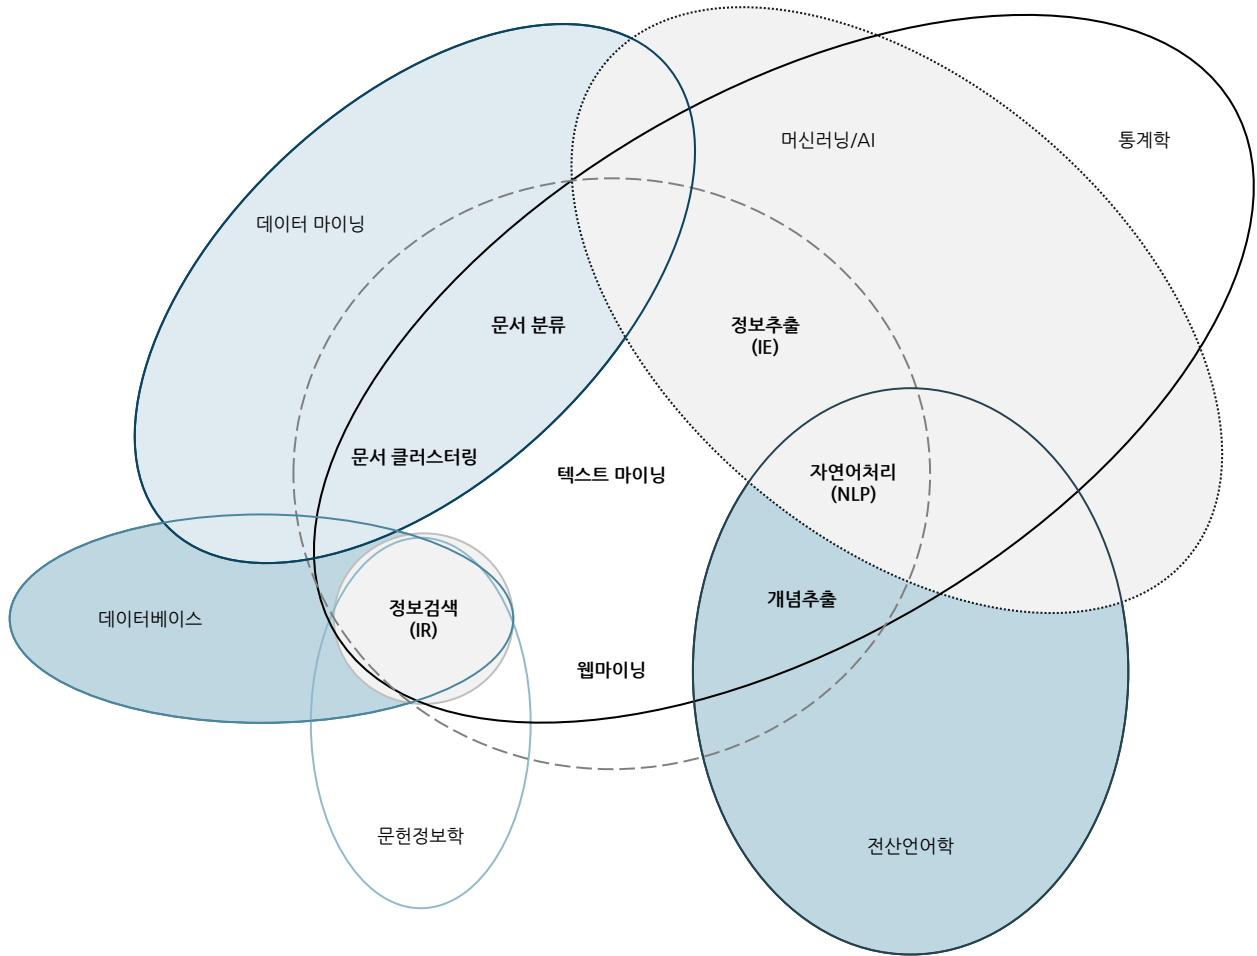 머신러닝/AI
통계학
데이터 마이닝
문서 분류
정보추출
(IE)
문서 클러스터링
텍스트 마이닝
자연어처리
(NLP)
데이터베이스
정보검색
(IR)
개념추출
웹마이닝
문헌정보학
전산언어학